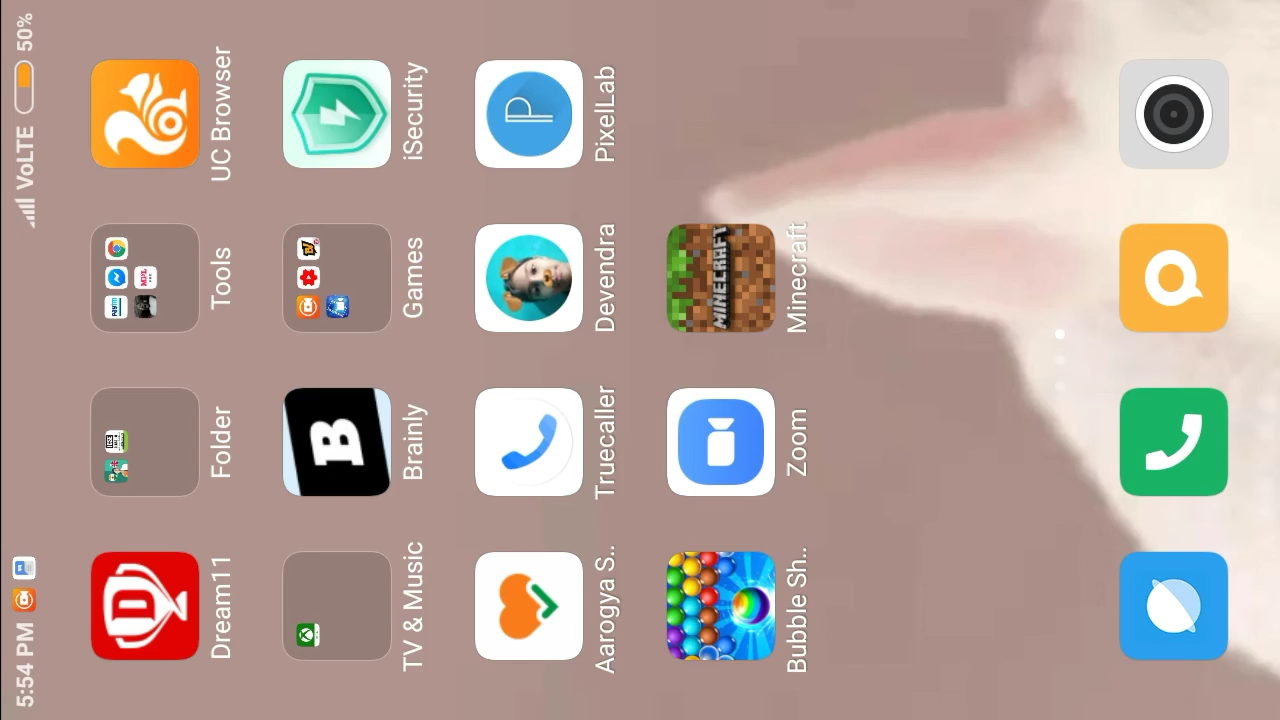 5:54 PM VoLTE 50%
Dream11 Folder Tools UC Browser
TV & Music Brainly Games iSecurity
Aarogya S.. Truecaller Devendra PixelLab
Bubble Sh.. Zoom MINECRAFT Minecraft